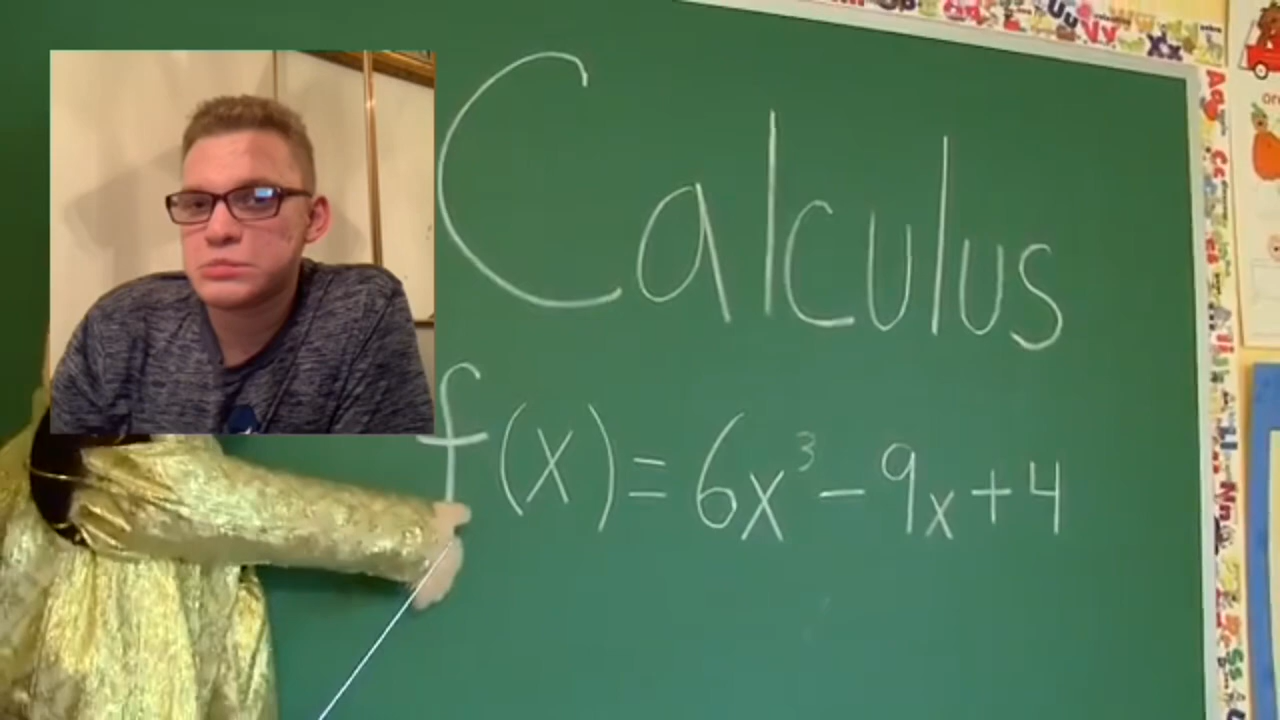 Calculus
f(x) = 6x³ - 9x + 4